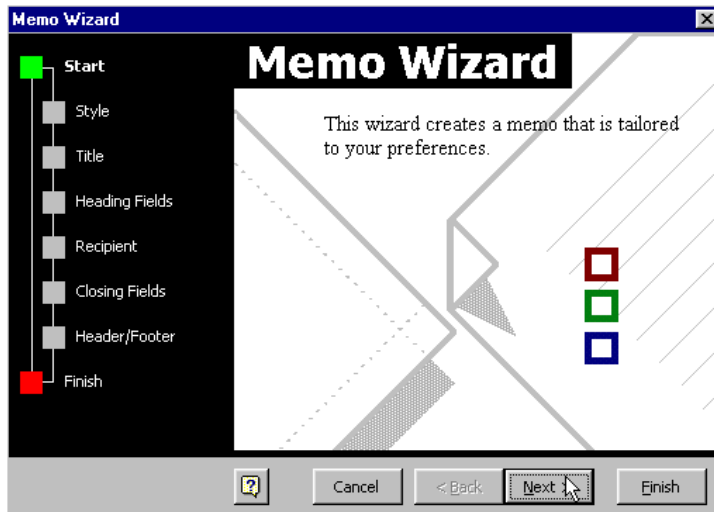 Memo Wizard
Start
Style
Title
Heading Fields
Recipient
Closing Fields
Header/Footer
Finish
Memo Wizard
This wizard creates a memo that is tailored
to your preferences.
?
Cancel
< Back
Next >
Finish